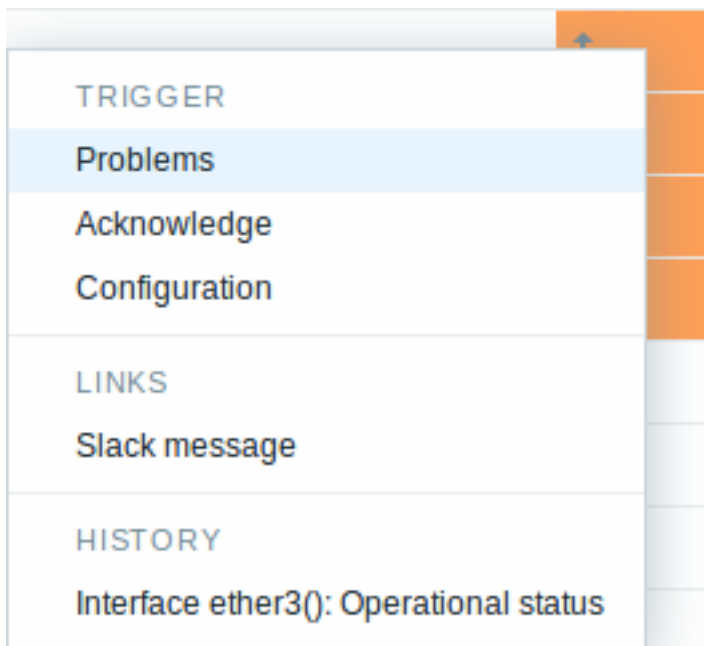 TRIGGER
Problems
Acknowledge
Configuration
LINKS
Slack message
HISTORY
Interface ether3(): Operational status